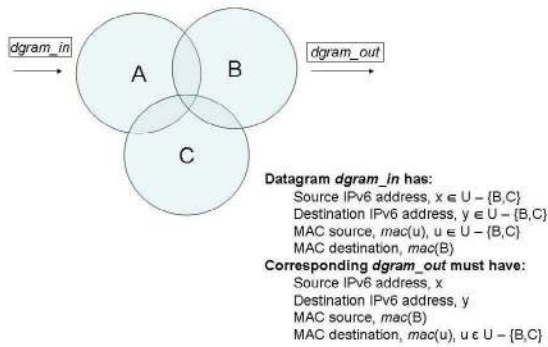 dgram_in
dgram_out
A
B
C
Datagram dgram_in has:
Source IPv6 address, x ∈ U – {B,C}
Destination IPv6 address, y ∈ U – {B,C}
MAC source, mac(u), u ∈ U – {B,C}
MAC destination, mac(B)
Corresponding dgram_out must have:
Source IPv6 address, x
Destination IPv6 address, y
MAC source, mac(B)
MAC destination, mac(u), u ε U – {B,C}